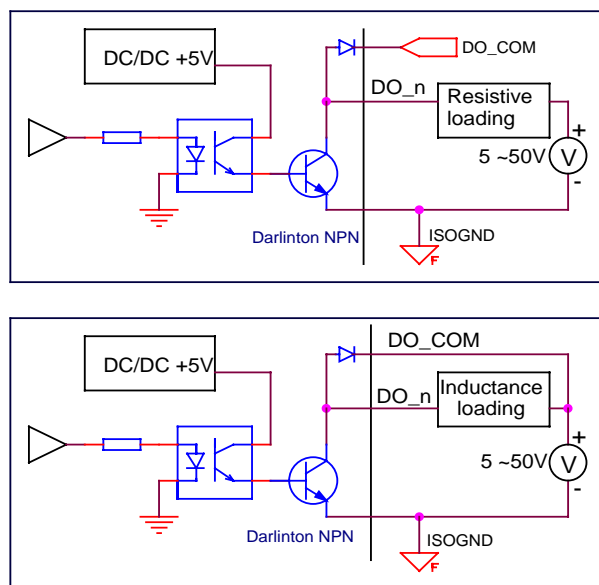 DC/DC +5V
DO_COM
DO_n
Resistive
loading
+
5 ~50V
V
-
Darlinton NPN
ISOGND
F
DO_COM
DC/DC +5V
DO_n
Inductance
loading
+
5 ~50V
V
-
Darlinton NPN
ISOGND
F